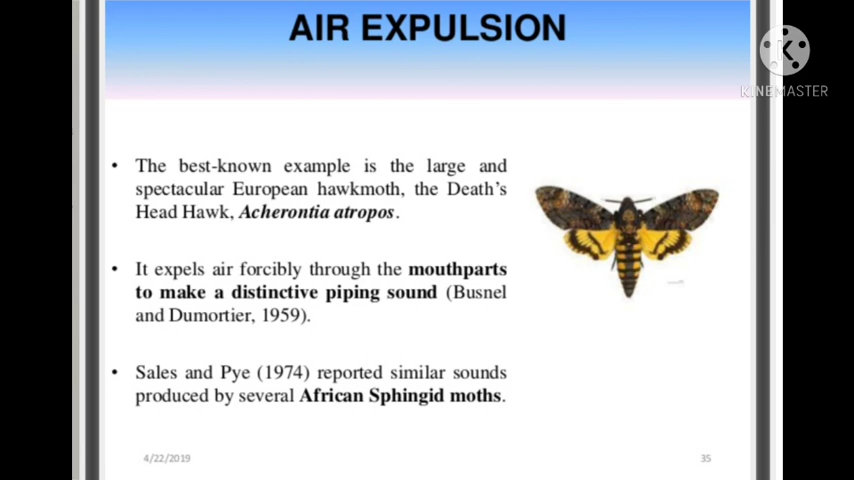 AIR EXPULSION
K
KINEMASTER
• The best-known example is the large and
spectacular European hawkmoth, the Death's
Head Hawk, Acherontia atropos.
• It expels air forcibly through the mouthparts
to make a distinctive piping sound (Busnel
and Dumortier, 1959).
• Sales and Pye (1974) reported similar sounds
produced by several African Sphingid moths.
4/22/2019
35